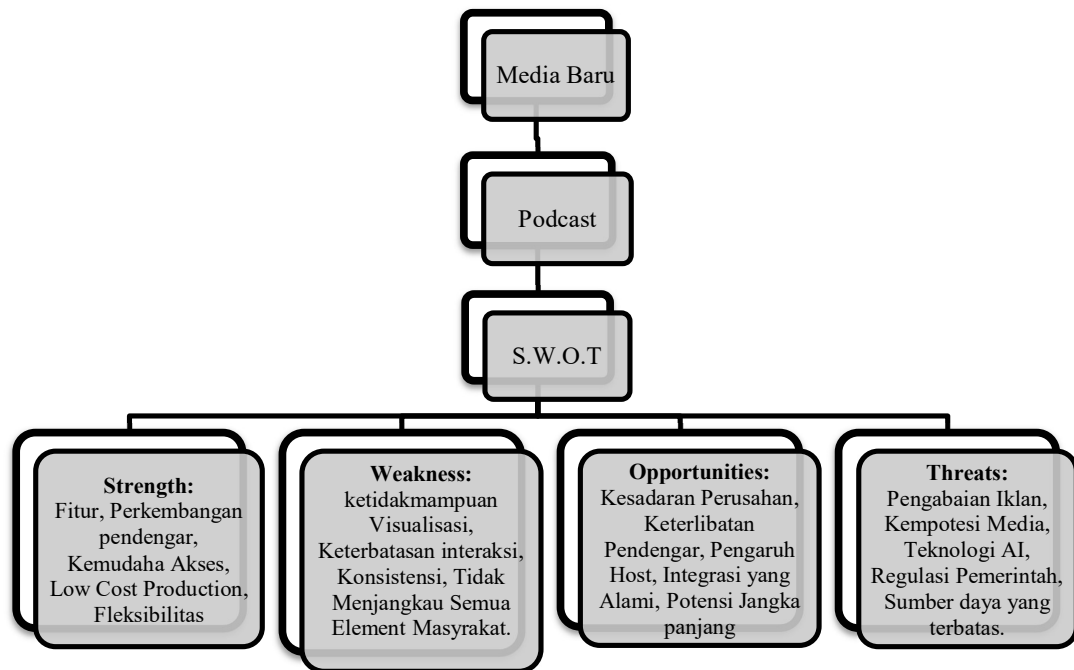 Media Baru
Podcast
S.W.O.T
Strength:
Fitur, Perkembangan
pendengar,
Kemudaha Akses,
Low Cost Production,
Fleksibilitas
Weakness:
ketidakmampuan
Visualisasi,
Keterbatasan interaksi,
Konsistensi, Tidak
Menjangkau Semua
Element Masyrakat.
Opportunities:
Kesadaran Perusahan,
Keterlibatan
Pendengar, Pengaruh
Host, Integrasi yang
Alami, Potensi Jangka
panjang
Threats:
Pengabaian Iklan,
Kempotesi Media,
Teknologi AI,
Regulasi Pemerintah,
Sumber daya yang
terbatas.